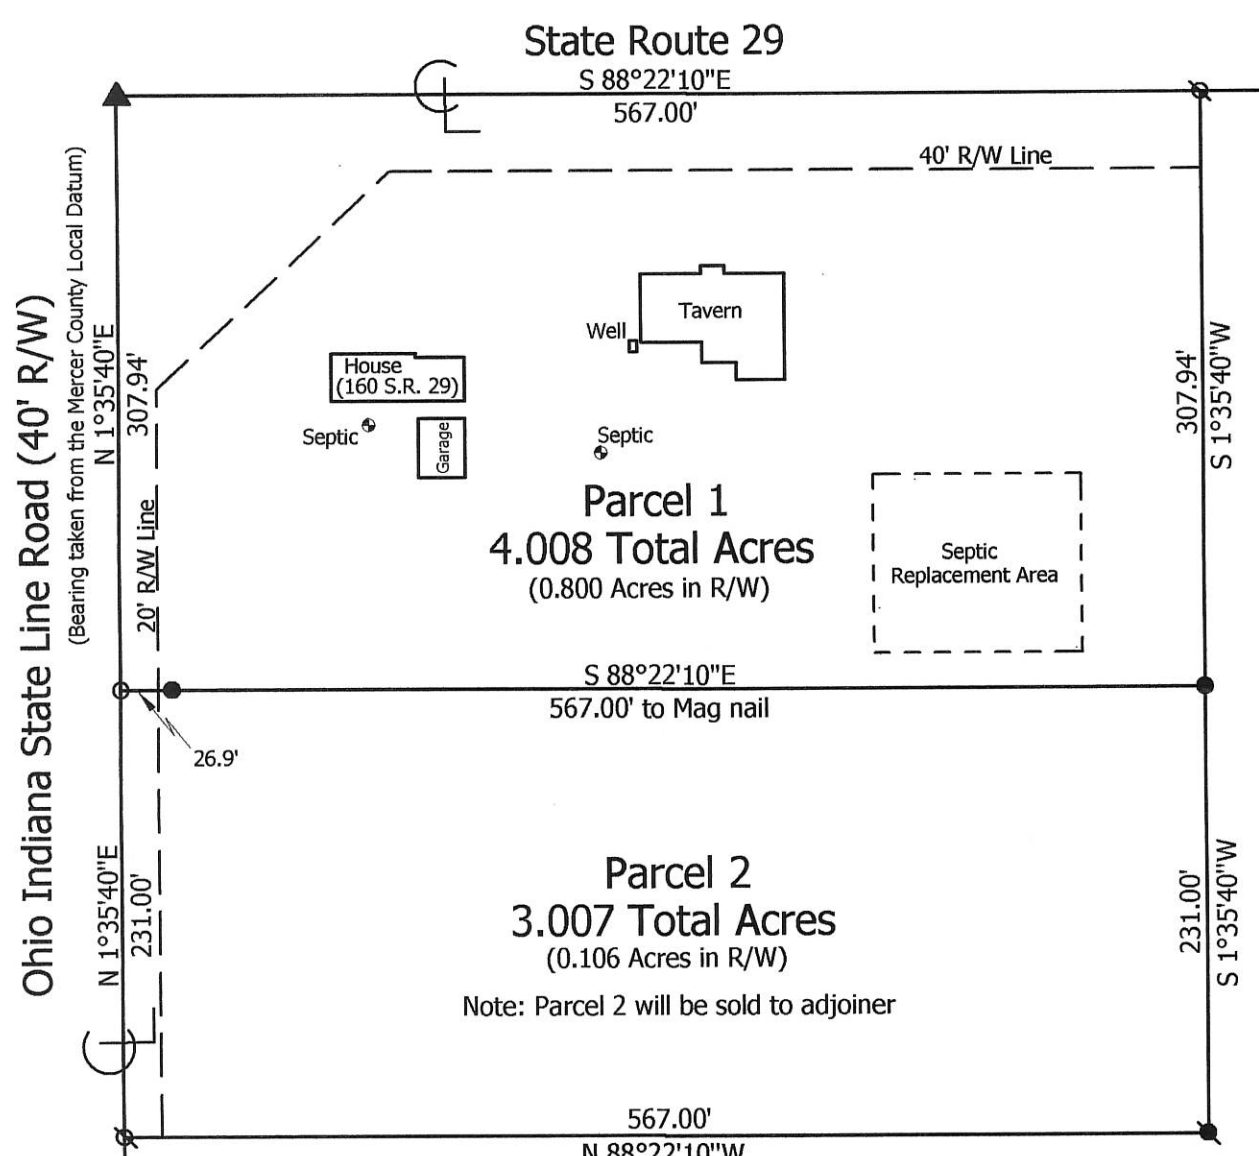 State Route 29
S 88°22'10"E
567.00'
40' R/W Line
Ohio Indiana State Line Road (40' R/W)
(Bearing taken from the Mercer County Local Datum)
N 1°35'40"E
307.94'
20' R/W Line
Tavern
Well
House
(160 S.R. 29)
Septic
Garage
Septic
307.94'
S 1°35'40"W
Parcel 1
4.008 Total Acres
(0.800 Acres in R/W)
Septic
Replacement Area
S 88°22'10"E
567.00' to Mag nail
26.9'
N 1°35'40"E
231.00'
Parcel 2
3.007 Total Acres
(0.106 Acres in R/W)
Note: Parcel 2 will be sold to adjoiner
231.00'
S 1°35'40"W
567.00'
N 88°22'10"W